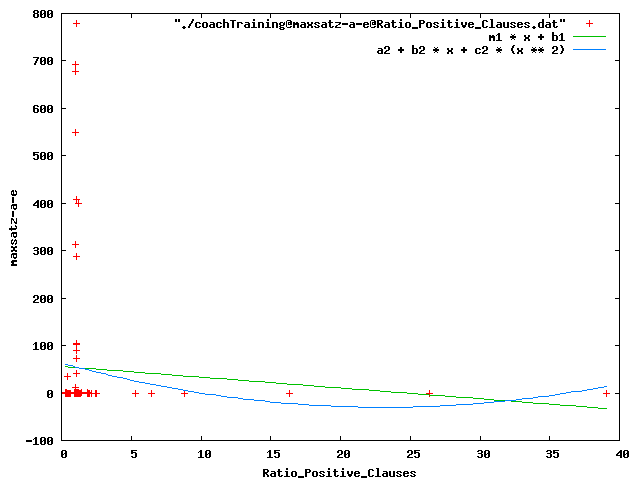 "./coachTraining@maxsatz-a-e@Ratio_Positive_Clauses.dat"
m1 * x + b1
a2 + b2 * x + c2 * (x ** 2)
800
700
600
500
400
300
200
100
0
-100
maxsatz-a-e
0 5 10 15 20 25 30 35 40
Ratio_Positive_Clauses